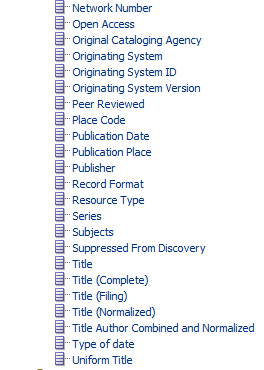 Network Number
Open Access
Original Cataloging Agency
Originating System
Originating System ID
Originating System Version
Peer Reviewed
Place Code
Publication Date
Publication Place
Publisher
Record Format
Resource Type
Series
Subjects
Suppressed From Discovery
Title
Title (Complete)
Title (Filing)
Title (Normalized)
Title Author Combined and Normalized
Type of date
Uniform Title